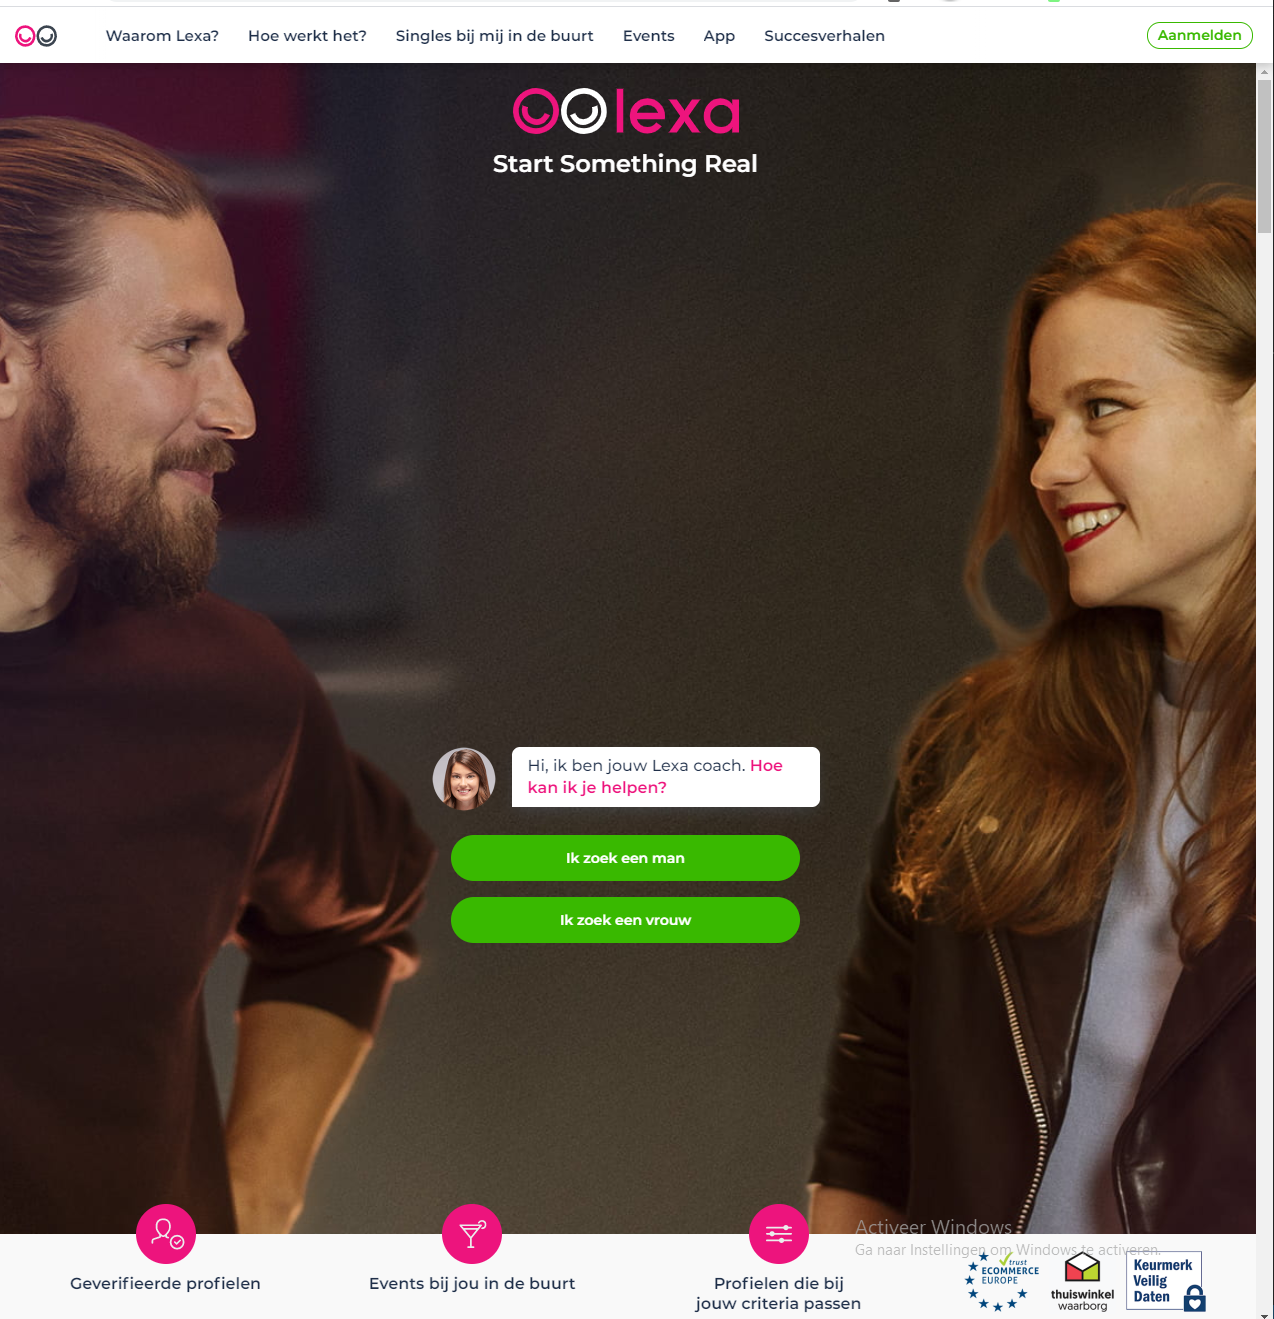 Waarom Lexa?
Hoe werkt het?
Singles bij mij in de buurt
Events
App
Succesverhalen
Aanmelden
lexa
Start Something Real
Hi, ik ben jouw Lexa coach. Hoe
kan ik je helpen?
Ik zoek een man
Ik zoek een vrouw
Activeer Windows
Ga naar Instellingen om Windows te activeren.
Geverifieerde profielen
Events bij jou in de buurt
Profielen die bij
jouw criteria passen
trust
ECOMMERCE
EUROPE
thuiswinkel
waarborg
Keurmerk
Veilig
Daten